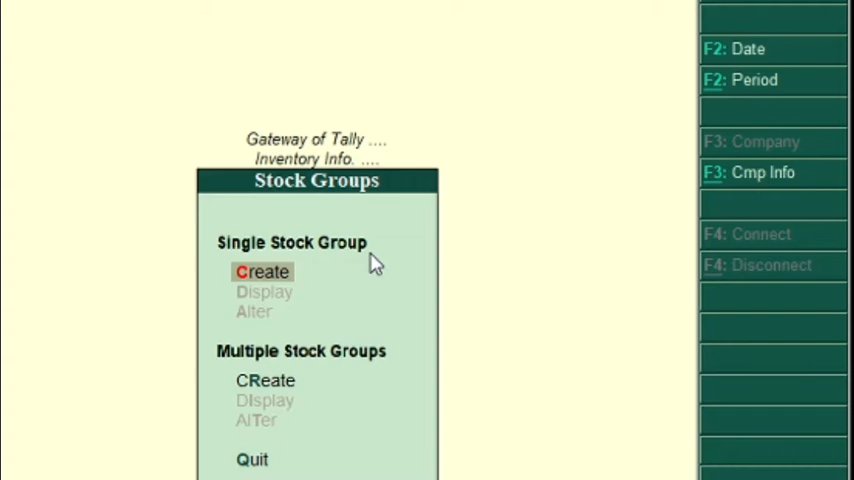 Gateway of Tally ....
Inventory Info. ....
Stock Groups
Single Stock Group
Create
Display
Alter
Multiple Stock Groups
CReate
DIsplay
AlTer
Quit
F2: Date
F2: Period
F3: Company
F3: Cmp Info
F4: Connect
F4: Disconnect